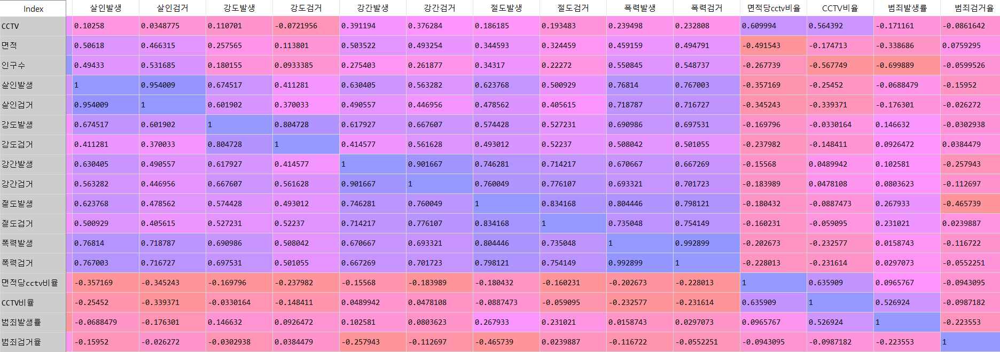 Index 살인발생 살인검거 강도발생 강도검거 강간발생 강간검거 절도발생 절도검거 폭력발생 폭력검거 면적당cctv비율 CCTV비율 범죄발생률 범죄검거율
CCTV 0.10258 0.0348775 0.110701 -0.0721956 0.391194 0.376284 0.186185 0.193483 0.239498 0.232808 0.609994 0.564392 -0.171161 -0.0861642
면적 0.50618 0.466315 0.257565 0.113801 0.503522 0.493254 0.344593 0.324459 0.459159 0.494791 -0.491543 -0.174713 -0.338686 0.0759295
인구수 0.49433 0.531685 0.180155 0.0933385 0.275403 0.261877 0.34317 0.22272 0.550845 0.548737 -0.267739 -0.567749 -0.699889 -0.0599526
살인발생 1 0.954009 0.674517 0.411281 0.630405 0.563282 0.623768 0.500929 0.76814 0.767003 -0.357169 -0.25452 -0.0688479 -0.15952
살인검거 0.954009 1 0.601902 0.370033 0.490557 0.446956 0.478562 0.405615 0.718787 0.716727 -0.345243 -0.339371 -0.176301 -0.026272
강도발생 0.674517 0.601902 1 0.804728 0.617927 0.667607 0.574428 0.527231 0.690986 0.697531 -0.169796 -0.0330164 0.146632 -0.0302938
강도검거 0.411281 0.370033 0.804728 1 0.414577 0.561628 0.493012 0.52237 0.508042 0.501055 -0.237982 -0.148411 0.0926472 0.0384479
강간발생 0.630405 0.490557 0.617927 0.414577 1 0.901667 0.746281 0.714217 0.670667 0.667269 -0.15568 0.0489942 0.102581 -0.257943
강간검거 0.563282 0.446956 0.667607 0.561628 0.901667 1 0.760049 0.776107 0.693321 0.701723 -0.183989 0.0478108 0.0803623 -0.112697
절도발생 0.623768 0.478562 0.574428 0.493012 0.746281 0.760049 1 0.834168 0.804446 0.798121 -0.180432 -0.0887473 0.267933 -0.465739
절도검거 0.500929 0.405615 0.527231 0.52237 0.714217 0.776107 0.834168 1 0.735048 0.754149 -0.160231 -0.059095 0.231021 0.0239887
폭력발생 0.76814 0.718787 0.690986 0.508042 0.670667 0.693321 0.804446 0.735048 1 0.992899 -0.202673 -0.232577 0.0158743 -0.116722
폭력검거 0.767003 0.716727 0.697531 0.501055 0.667269 0.701723 0.798121 0.754149 0.992899 1 -0.228013 -0.231614 0.0297073 -0.0552251
면적당cctv비율 -0.357169 -0.345243 -0.169796 -0.237982 -0.15568 -0.183989 -0.180432 -0.160231 -0.202673 -0.228013 1 0.635909 0.0965767 -0.0943095
CCTV비율 -0.25452 -0.339371 -0.0330164 -0.148411 0.0489942 0.0478108 -0.0887473 -0.059095 -0.232577 -0.231614 0.635909 1 0.526924 -0.0987182
범죄발생률 -0.0688479 -0.176301 0.146632 0.0926472 0.102581 0.0803623 0.267933 0.231021 0.0158743 0.0297073 0.0965767 0.526924 1 -0.223553
범죄검거율 -0.15952 -0.026272 -0.0302938 0.0384479 -0.257943 -0.112697 -0.465739 0.0239887 -0.116722 -0.0552251 -0.0943095 -0.0987182 -0.223553 1